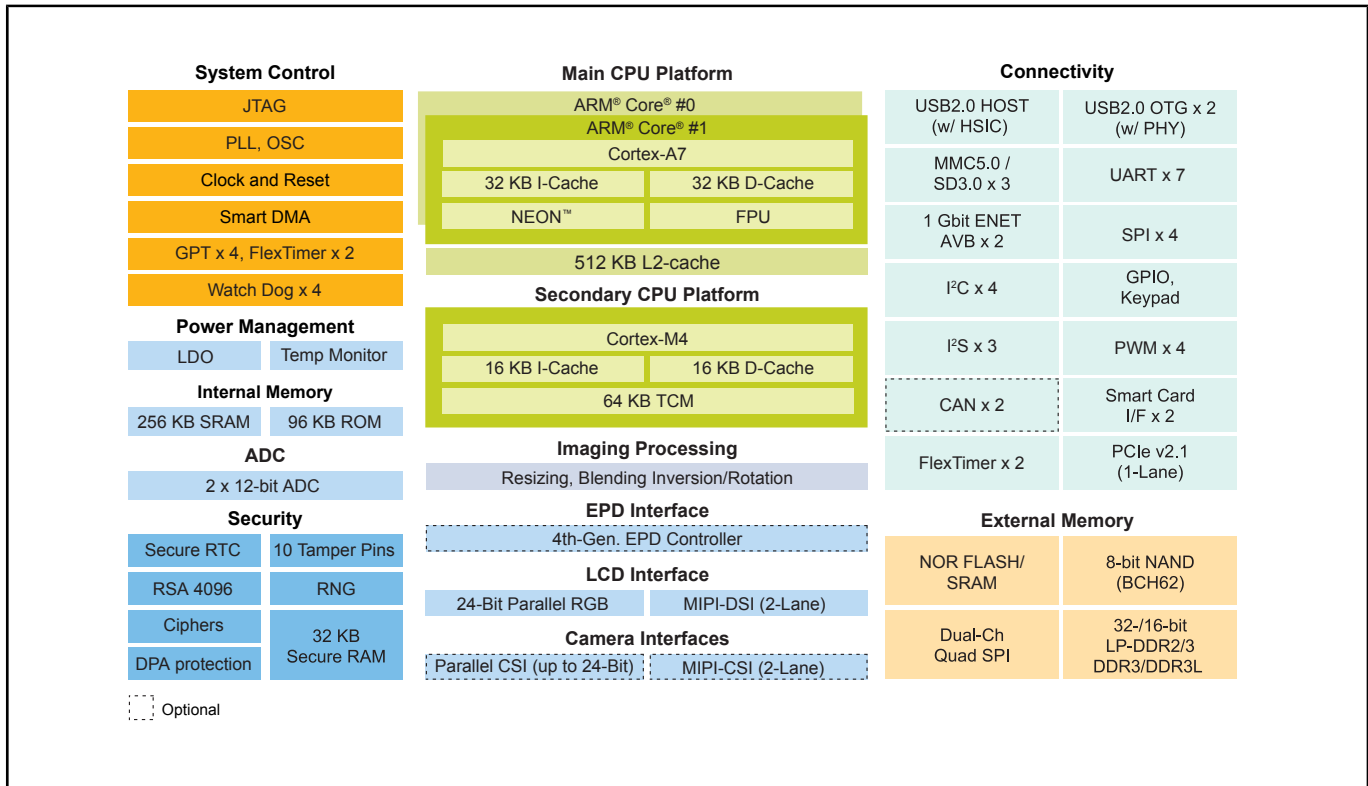 System Control
JTAG
PLL, OSC
Clock and Reset
Smart DMA
GPT x 4, FlexTimer x 2
Watch Dog x 4
Power Management
LDO
Temp Monitor
Internal Memory
256 KB SRAM
96 KB ROM
ADC
2 x 12-bit ADC
Security
Secure RTC
10 Tamper Pins
RSA 4096
RNG
Ciphers
32 KB
Secure RAM
DPA protection
Optional
Main CPU Platform
ARM® Core® #0
ARM® Core® #1
Cortex-A7
32 KB I-Cache
32 KB D-Cache
NEON™
FPU
512 KB L2-cache
Secondary CPU Platform
Cortex-M4
16 KB I-Cache
16 KB D-Cache
64 KB TCM
Imaging Processing
Resizing, Blending Inversion/Rotation
EPD Interface
4th-Gen. EPD Controller
LCD Interface
24-Bit Parallel RGB
MIPI-DSI (2-Lane)
Camera Interfaces
Parallel CSI (up to 24-Bit)
MIPI-CSI (2-Lane)
Connectivity
USB2.0 HOST
(w/ HSIC)
USB2.0 OTG x 2
(w/ PHY)
MMC5.0 /
SD3.0 x 3
UART x 7
1 Gbit ENET
AVB x 2
SPI x 4
I²C x 4
GPIO,
Keypad
I²S x 3
PWM x 4
CAN x 2
Smart Card
I/F x 2
FlexTimer x 2
PCIe v2.1
(1-Lane)
External Memory
NOR FLASH/
SRAM
8-bit NAND
(BCH62)
Dual-Ch
Quad SPI
32-/16-bit
LP-DDR2/3
DDR3/DDR3L